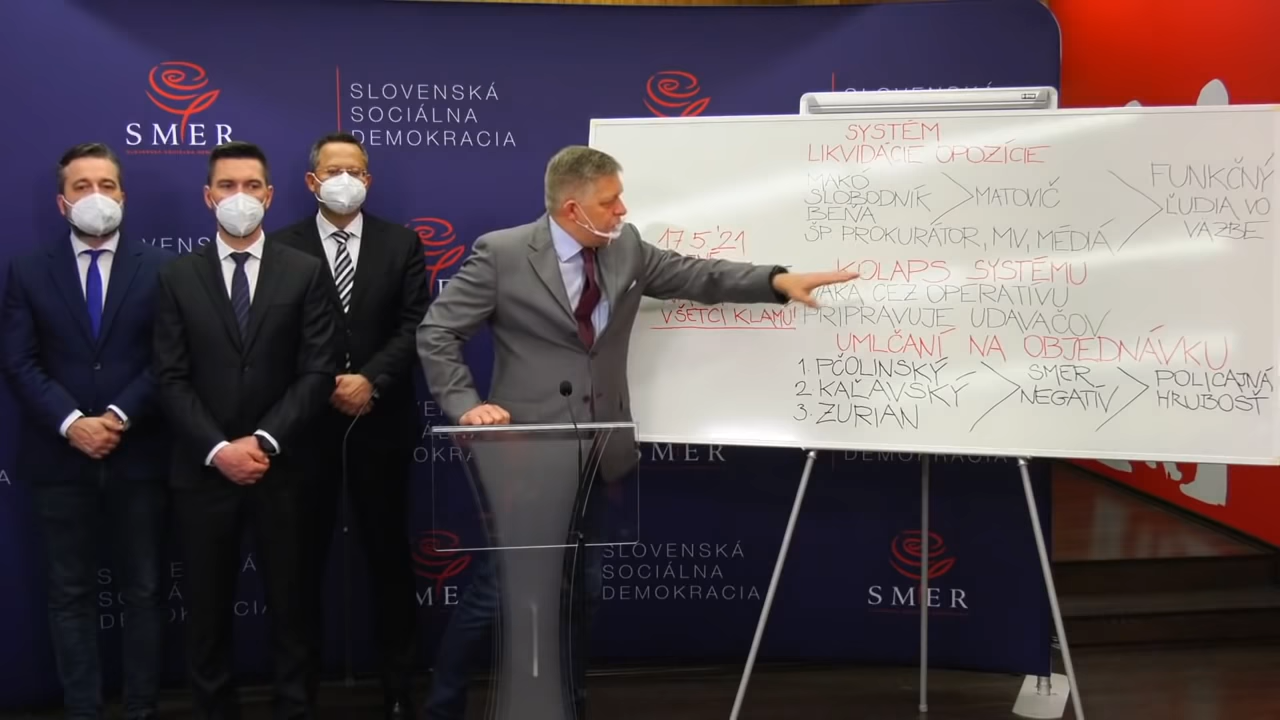 SMER
SLOVENSKÁ
SOCIÁLNA
DEMOKRACIA
SYSTÉM
LIKVIDÁCIE OPOZÍCIE
MAKÓ
SLOBODNÍK
BEŇA
MATOVIČ
ŠP PROKURÁTOR, MV, MÉDIÁ
FUNKČNÝ
ĽUDIA VO
VÄZBE
17.5.'21
VŠETCI KLAMÚ!
KOLAPS SYSTÉMU
VAKA CEZ OPERATÍVU
PRIPRAVUJE UDAVAČOV
UMLČANÍ NA OBJEDNÁVKU
1. PČOLINSKÝ
2. KAĽAVSKÝ
3. ZURIAN
SMER
NEGATÍV
POLICAJNÁ
HRUBOSŤ
SLOVENSKÁ
SOCIÁLNA
DEMOKRACIA
SMER
SMER